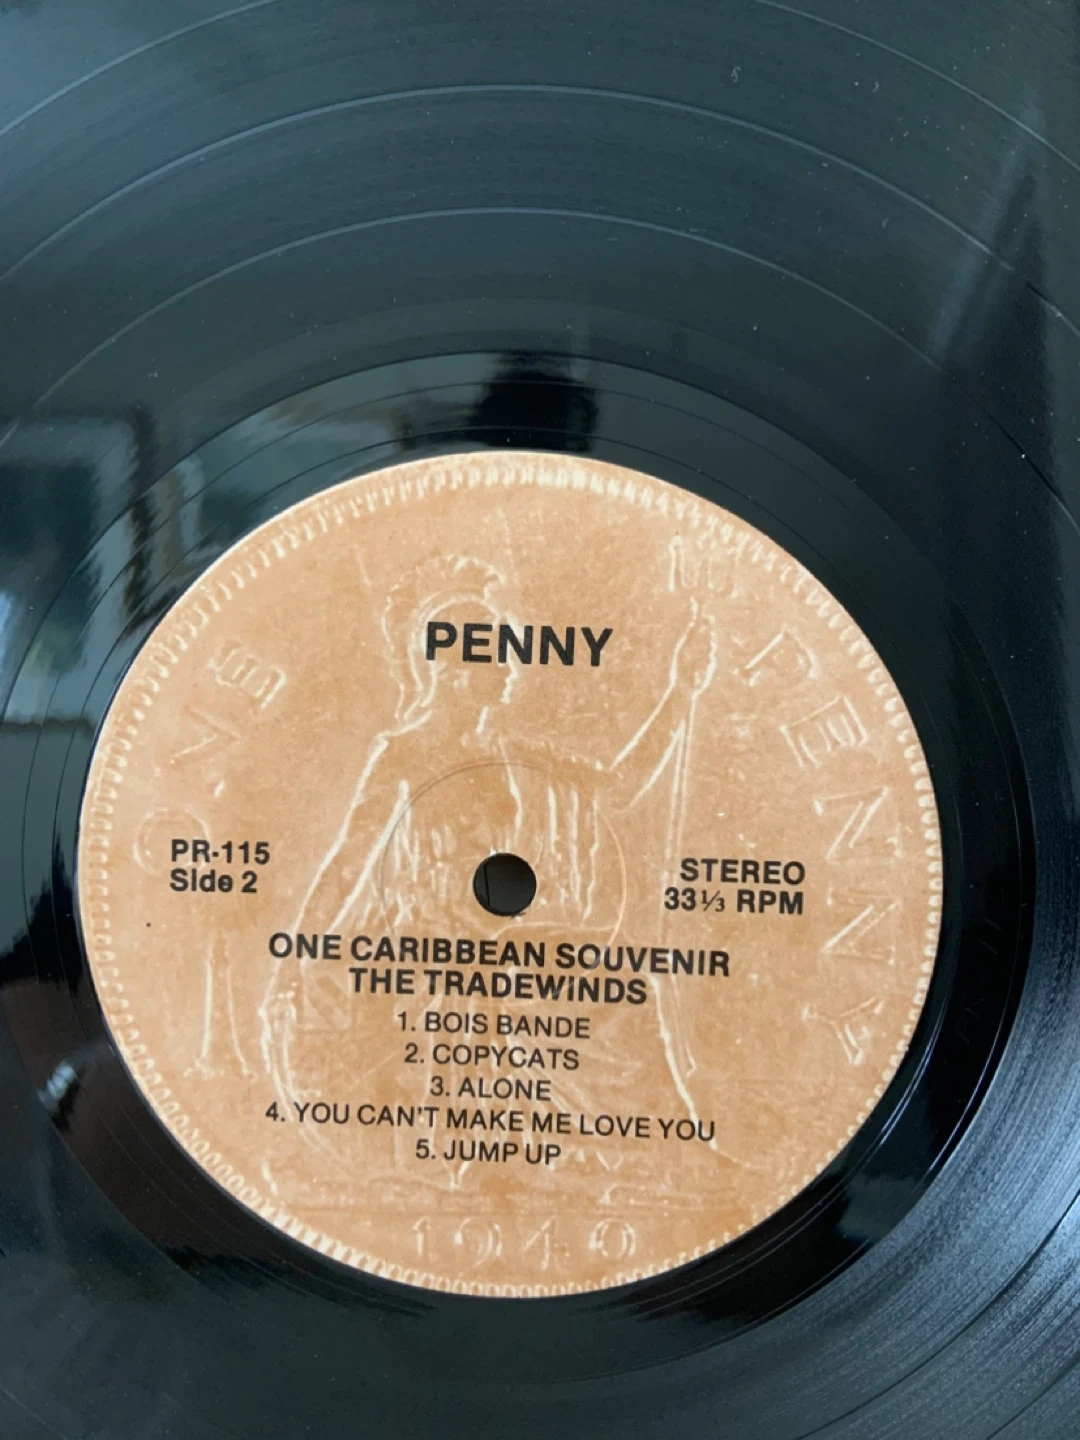 PENNY
ONE PENNY
PR-115
Side 2
STEREO
33⅓ RPM
ONE CARIBBEAN SOUVENIR
THE TRADEWINDS
1. BOIS BANDE
2. COPYCATS
3. ALONE
4. YOU CAN'T MAKE ME LOVE YOU
5. JUMP UP
1940